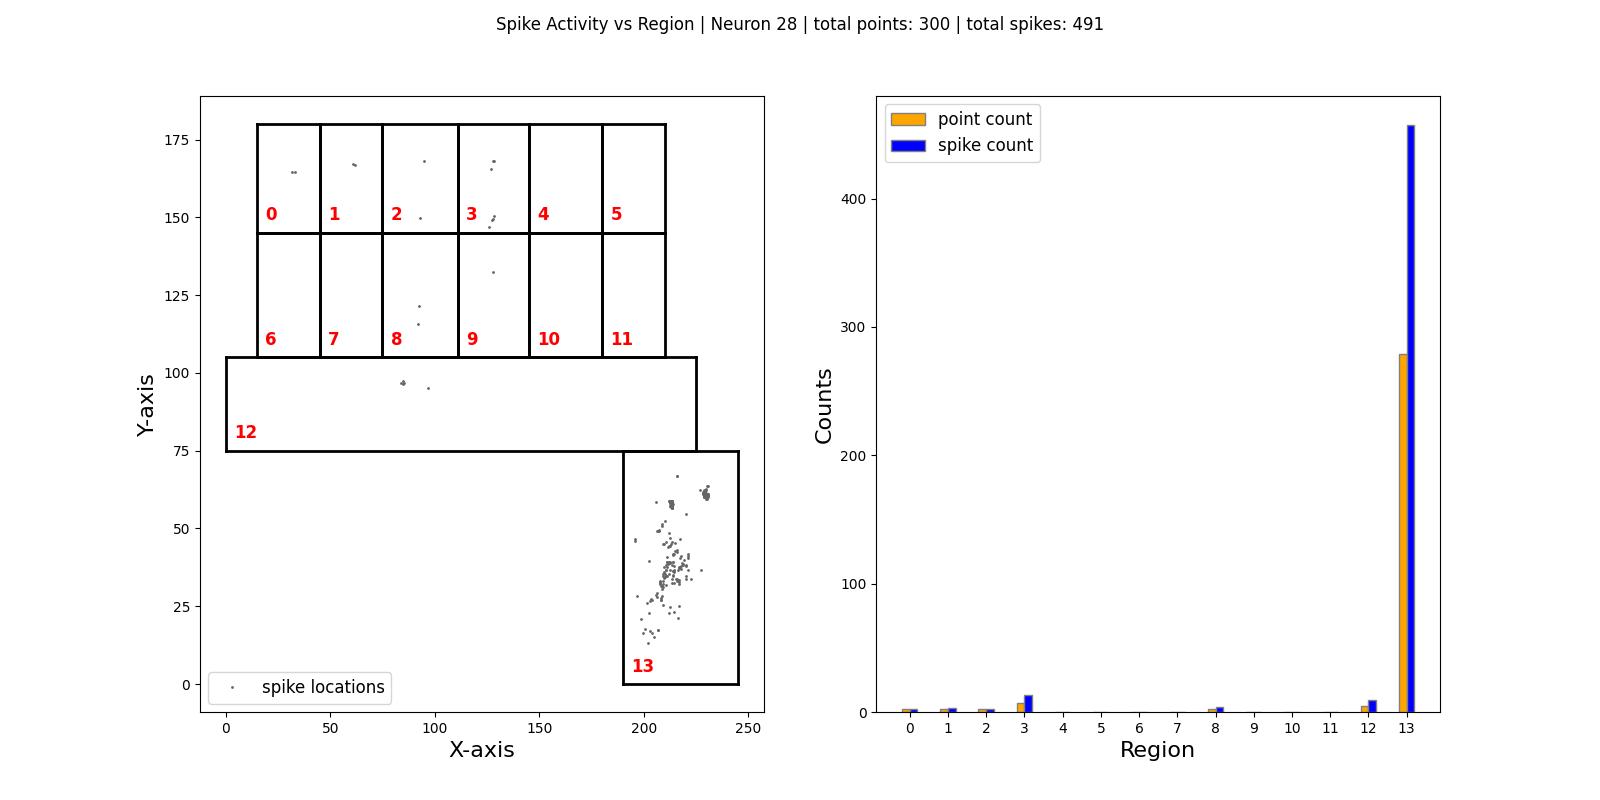 Spike Activity vs Region | Neuron 28 | total points: 300 | total spikes: 491
175
150
125
100
75
50
25
0
Y-axis
0 1 2 3 4 5
6 7 8 9 10 11
12
13
spike locations
0 50 100 150 200 250
X-axis
point count
spike count
400
300
200
100
0
Counts
0 1 2 3 4 5 6 7 8 9 10 11 12 13
Region